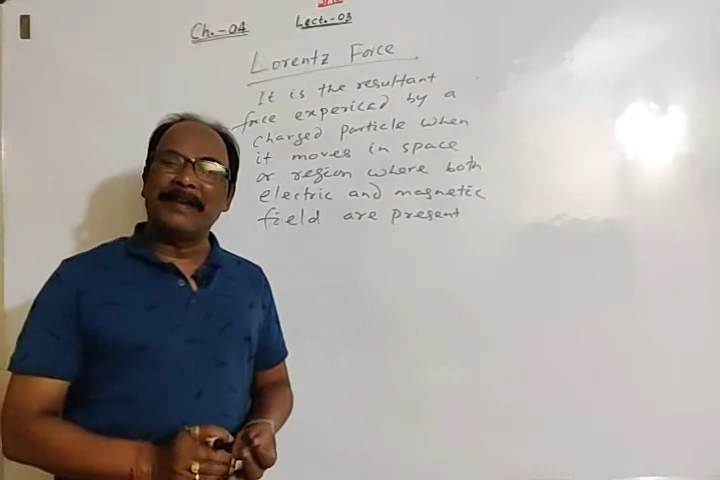 Ch.-04
Lect.-03
Lorentz Force
It is the resultant
force expericed by a
charged particle when
it moves in space
or region where both
electric and magnetic
field are present